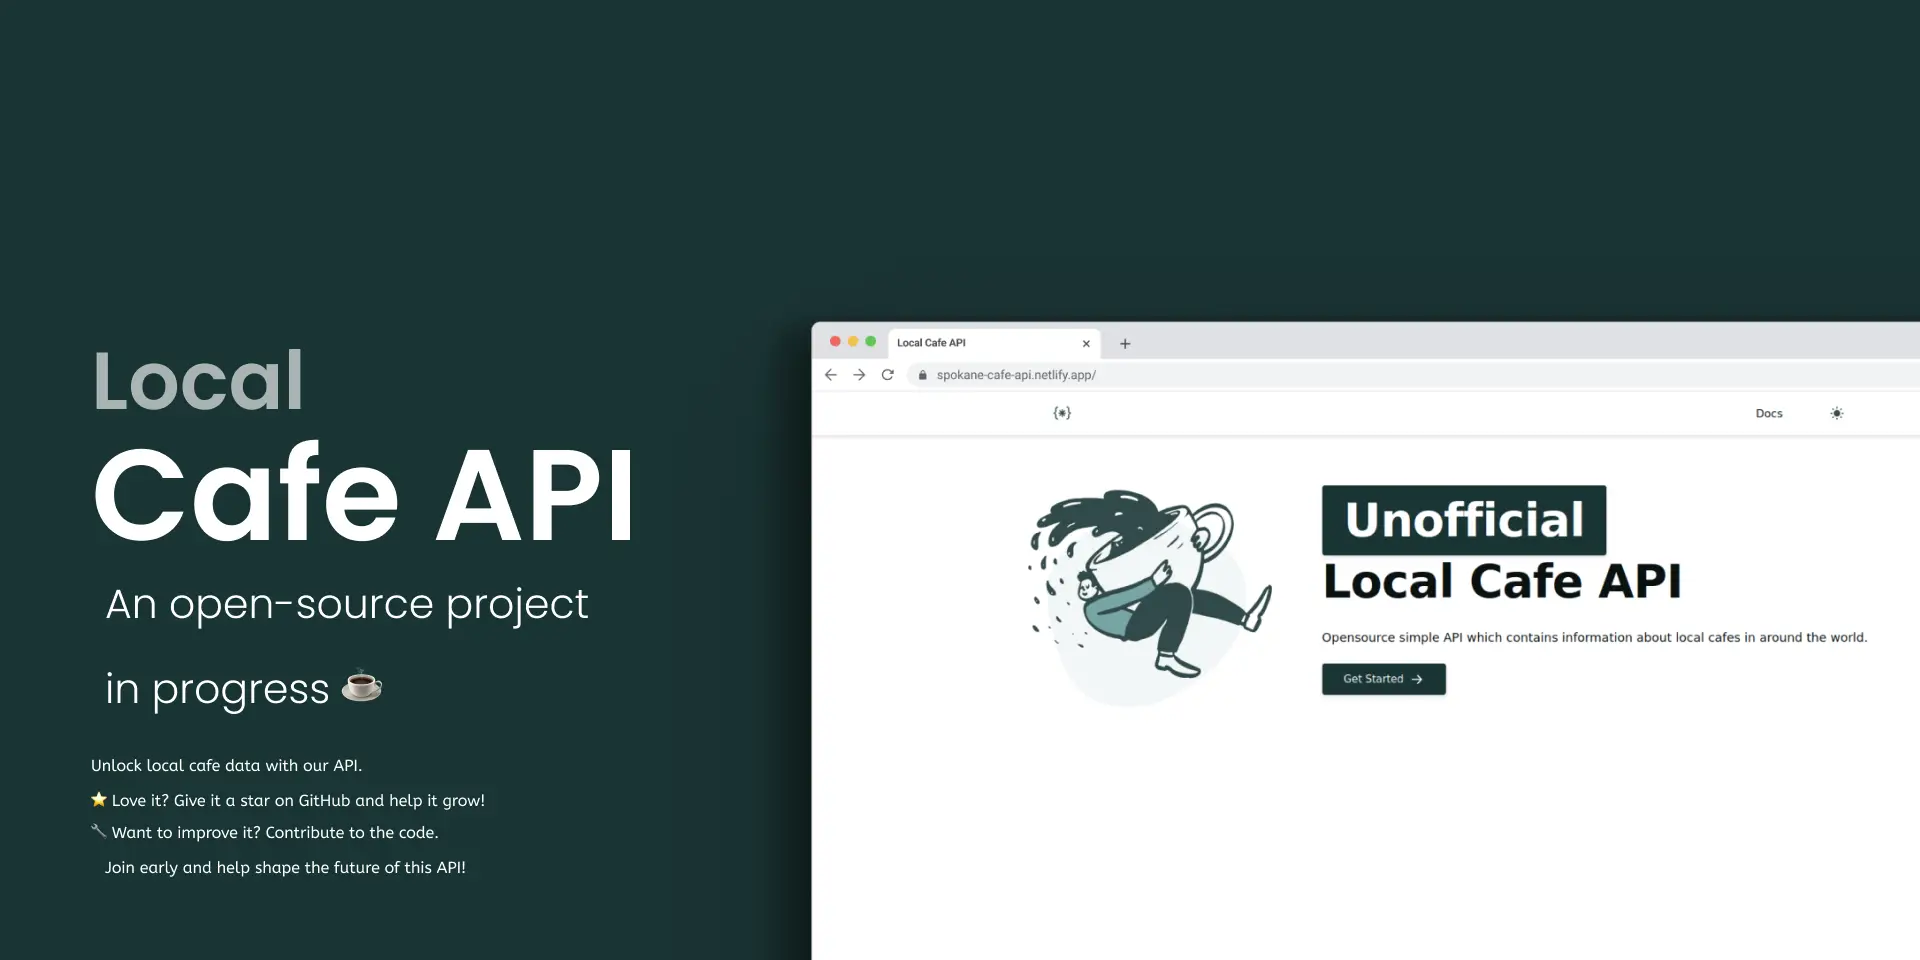 Local
Cafe API
An open-source project
in progress ☕
Unlock local cafe data with our API.
⭐ Love it? Give it a star on GitHub and help it grow!
🔧 Want to improve it? Contribute to the code.
Join early and help shape the future of this API!
Local Cafe API
spokane-cafe-api.netlify.app/
{*}
Docs
Unofficial
Local Cafe API
Opensource simple API which contains information about local cafes in around the world.
Get Started →